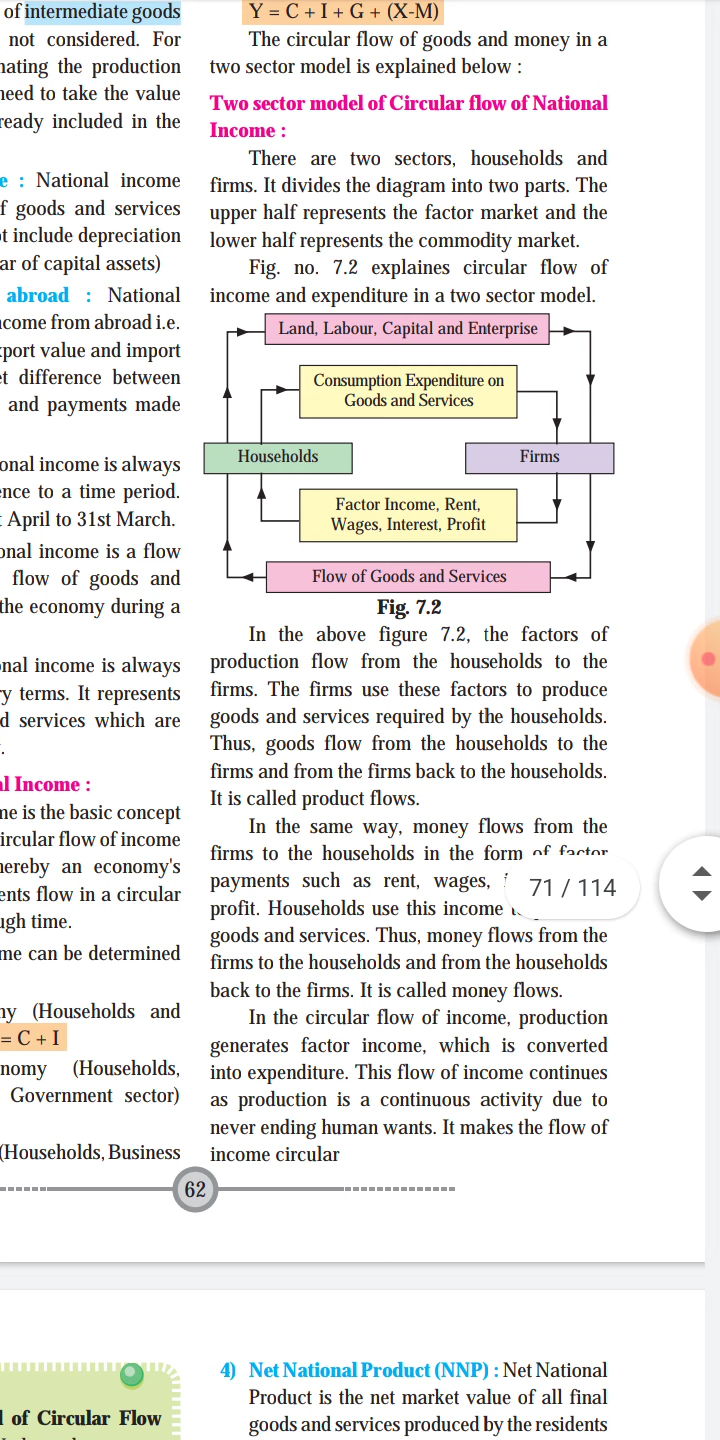 of intermediate goods
not considered. For
the production
need to take the value
included in the
: National income
goods and services
include depreciation
of capital assets)
abroad : National
from abroad i.e.
value and import
difference between
and payments made
income is always
to a time period.
April to 31st March.
income is a flow
flow of goods and
the economy during a
income is always
terms. It represents
services which are
.
Income :
is the basic concept
of income
an economy's
flow in a circular
time.
can be determined
(Households and
= C + I
(Households,
Government sector)
(Households, Business
Y = C + I + G + (X-M)
The circular flow of goods and money in a
two sector model is explained below :
Two sector model of Circular flow of National
Income :
There are two sectors, households and
firms. It divides the diagram into two parts. The
upper half represents the factor market and the
lower half represents the commodity market.
Fig. no. 7.2 explaines circular flow of
income and expenditure in a two sector model.
Land, Labour, Capital and Enterprise
Consumption Expenditure on
Goods and Services
Households
Firms
Factor Income, Rent,
Wages, Interest, Profit
Flow of Goods and Services
Fig. 7.2
In the above figure 7.2, the factors of
production flow from the households to the
firms. The firms use these factors to produce
goods and services required by the households.
Thus, goods flow from the households to the
firms and from the firms back to the households.
It is called product flows.
In the same way, money flows from the
firms to the households in the form of factor
payments such as rent, wages,
71 / 114
profit. Households use this income
goods and services. Thus, money flows from the
firms to the households and from the households
back to the firms. It is called money flows.
In the circular flow of income, production
generates factor income, which is converted
into expenditure. This flow of income continues
as production is a continuous activity due to
never ending human wants. It makes the flow of
income circular
62
of Circular Flow
4) Net National Product (NNP) : Net National
Product is the net market value of all final
goods and services produced by the residents